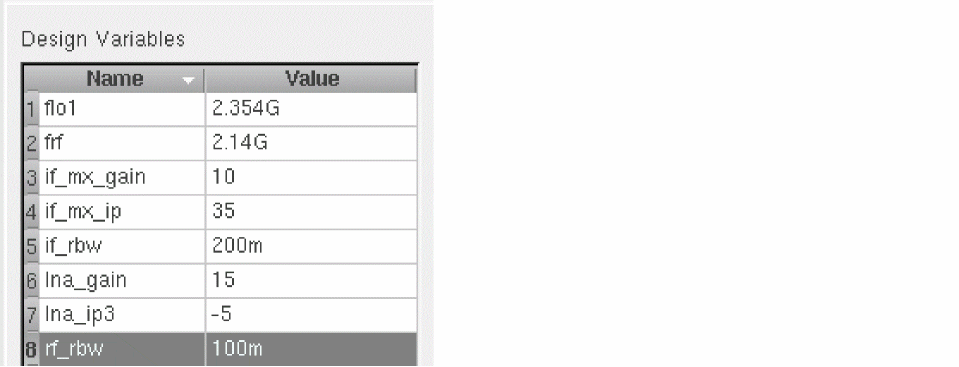 Design Variables
Name Value
1 flo1 2.354G
2 frf 2.14G
3 if_mx_gain 10
4 if_mx_ip 35
5 if_rbw 200m
6 lna_gain 15
7 lna_ip3 -5
8 rf_rbw 100m